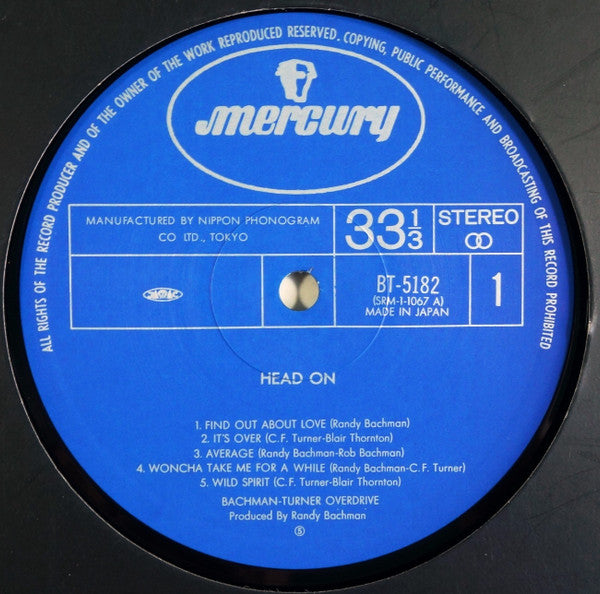 ALL RIGHTS OF THE RECORD PRODUCER AND OF THE OWNER OF THE WORK REPRODUCED RESERVED. COPYING, PUBLIC PERFORMANCE AND BROADCASTING OF THIS RECORD PROHIBITED
mercury
MANUFACTURED BY NIPPON PHONOGRAM
CO LTD., TOKYO
33 1/3
STEREO
BT-5182
(SRM-1-1067 A)
MADE IN JAPAN
1
HEAD ON
1. FIND OUT ABOUT LOVE (Randy Bachman)
2. IT'S OVER (C.F. Turner-Blair Thornton)
3. AVERAGE (Randy Bachman-Rob Bachman)
4. WONCHA TAKE ME FOR A WHILE (Randy Bachman-C.F. Turner)
5. WILD SPIRIT (C.F. Turner-Blair Thornton)
BACHMAN-TURNER OVERDRIVE
Produced By Randy Bachman